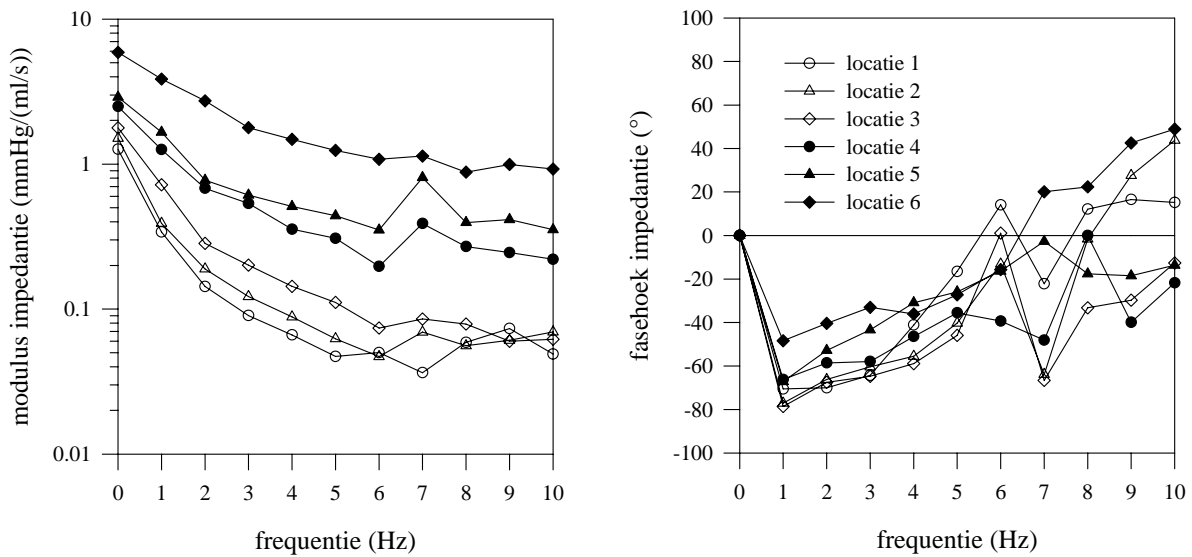 modulus impedantie (mmHg/(ml/s))
10
1
0.1
0.01
0 1 2 3 4 5 6 7 8 9 10
frequentie (Hz)
fasehoek impedantie (°)
100
80
60
40
20
0
-20
-40
-60
-80
-100
locatie 1
locatie 2
locatie 3
locatie 4
locatie 5
locatie 6
0 1 2 3 4 5 6 7 8 9 10
frequentie (Hz)